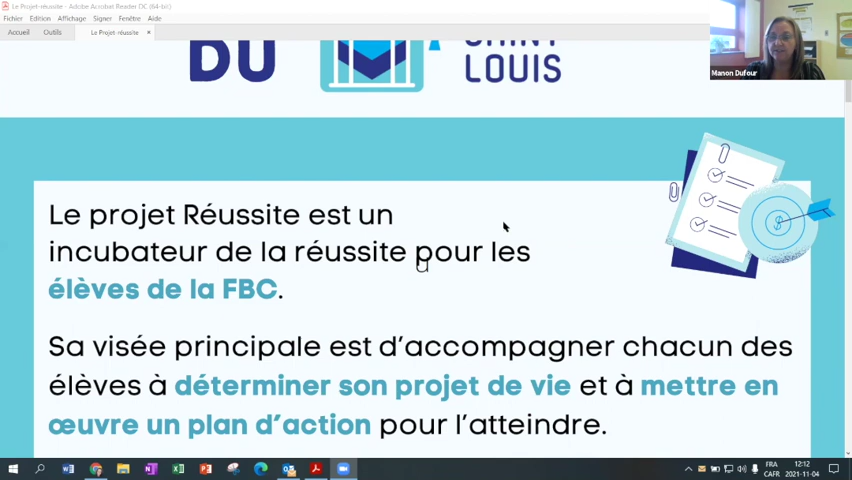 Le Projet-réussite - Adobe Acrobat Reader DC (64-bit)
Fichier Edition Affichage Signer Fenêtre Aide
Accueil Outils Le Projet-réussite ×
DU
SAINT
LOUIS
Manon Dufour
Le projet Réussite est un
incubateur de la réussite pour les
élèves de la FBC.
Sa visée principale est d'accompagner chacun des
élèves à déterminer son projet de vie et à mettre en
œuvre un plan d'action pour l'atteindre.
FRA
CAFR
12:12
2021-11-04